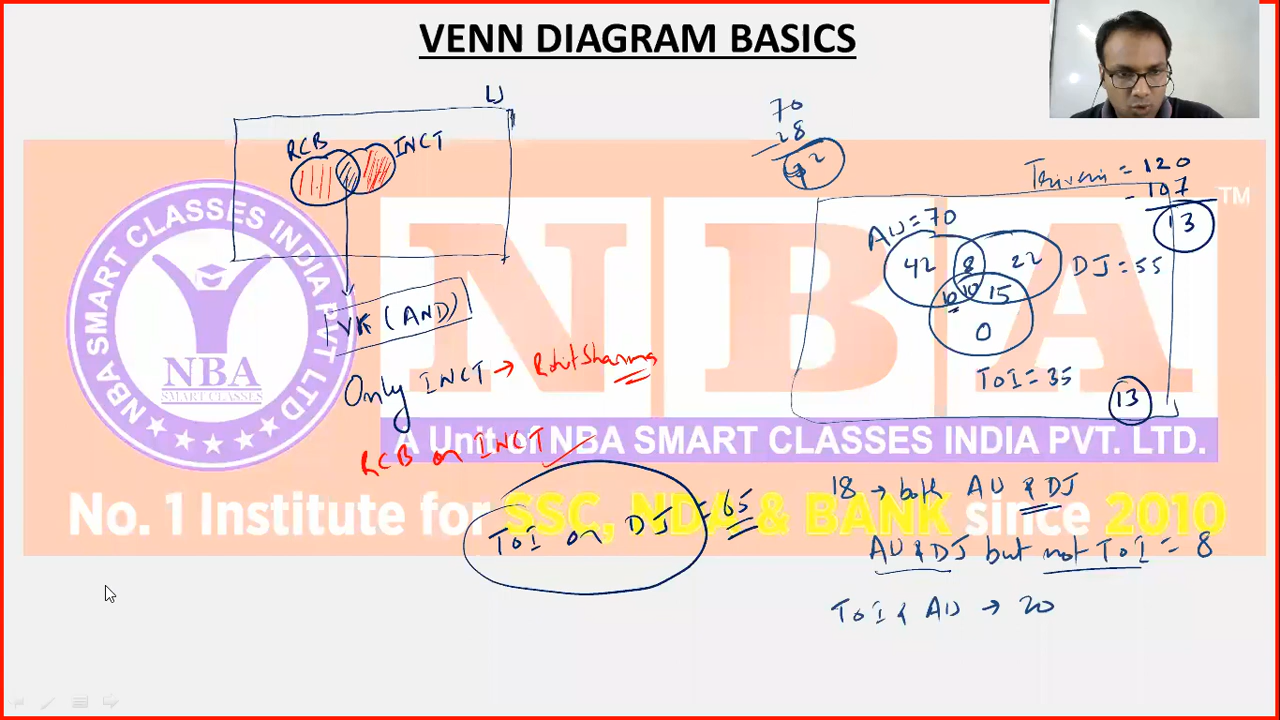 VENN DIAGRAM BASICS
U
RCB
INCT
VK (AND)
Only INCT → Rohit Sharma
RCB or INCT
ToI or DJ = 65
70
28
42
= 120
- 107
13
AU = 70
42
8
22
DJ = 55
10
10
15
0
ToI = 35
13
18 → both AU & DJ
AU & DJ but not ToI = 8
ToI & AU → 20
NBA SMART CLASSES INDIA PVT LTD.
NBA
SMART CLASSES
NBA
TM
A Unit of NBA SMART CLASSES INDIA PVT. LTD.
No. 1 Institute for SSC, NDA & BANK since 2010